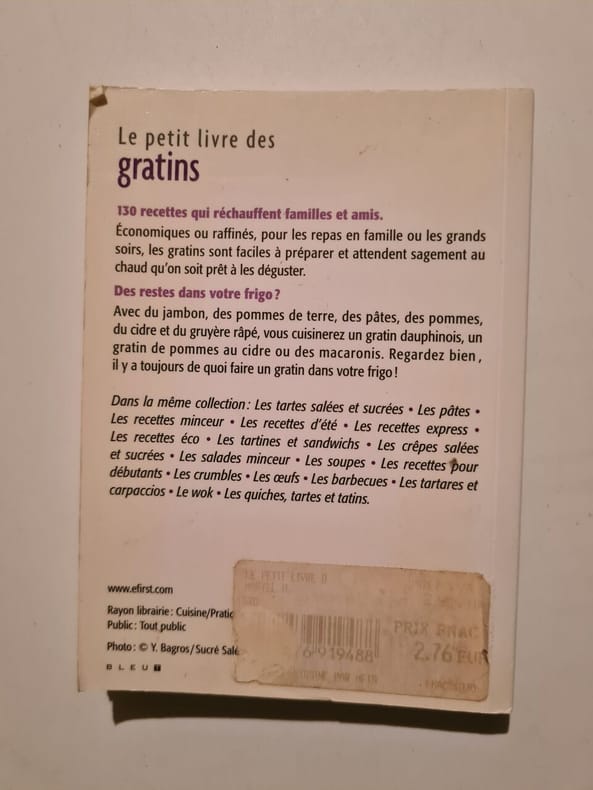 Le petit livre des
gratins
130 recettes qui réchauffent familles et amis.
Économiques ou raffinés, pour les repas en famille ou les grands
soirs, les gratins sont faciles à préparer et attendent sagement au
chaud qu'on soit prêt à les déguster.
Des restes dans votre frigo ?
Avec du jambon, des pommes de terre, des pâtes, des pommes,
du cidre et du gruyère râpé, vous cuisinerez un gratin dauphinois, un
gratin de pommes au cidre ou des macaronis. Regardez bien,
il y a toujours de quoi faire un gratin dans votre frigo !
Dans la même collection : Les tartes salées et sucrées • Les pâtes •
Les recettes minceur • Les recettes d'été • Les recettes express •
Les recettes éco • Les tartines et sandwichs • Les crêpes salées
et sucrées • Les salades minceur • Les soupes • Les recettes pour
débutants • Les crumbles • Les œufs • Les barbecues • Les tartares et
carpaccios • Le wok • Les quiches, tartes et tatins.
www.efirst.com
Rayon librairie : Cuisine/Pratic
Public : Tout public
Photo : © Y. Bagros/Sucré Salé
BLEU T
LE PETIT LIVRE D
PRIX FNAC
6919488
2.76 EUR